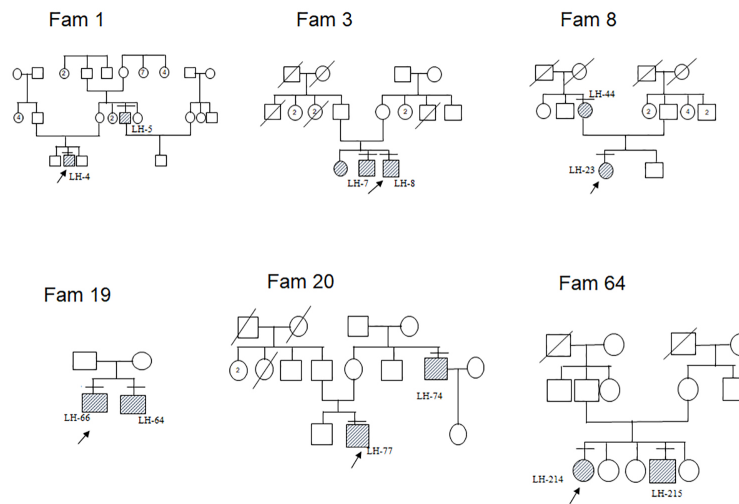 Fam 1
Fam 3
Fam 8
2
7
4
4
2
LH-5
LH-4
2
2
2
LH-7
LH-8
LH-44
2
4
2
LH-23
Fam 19
Fam 20
Fam 64
LH-66
LH-64
2
LH-74
LH-77
LH-214
LH-215